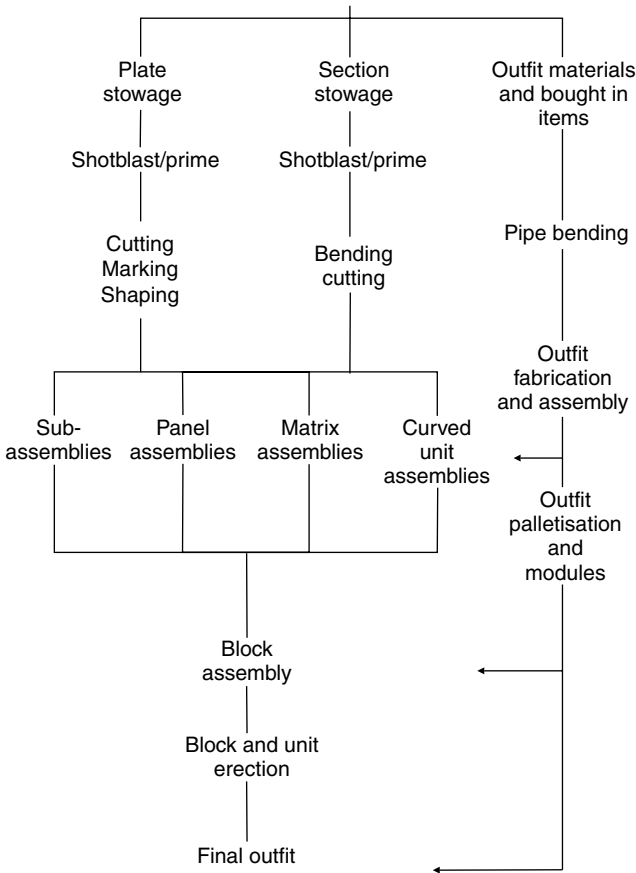 Plate
stowage
Section
stowage
Outfit materials
and bought in
items
Shotblast/prime
Shotblast/prime
Cutting
Marking
Shaping
Bending
cutting
Pipe bending
Outfit
fabrication
and assembly
Sub-
assemblies
Panel
assemblies
Matrix
assemblies
Curved
unit
assemblies
Outfit
palletisation
and
modules
Block
assembly
Block and unit
erection
Final outfit